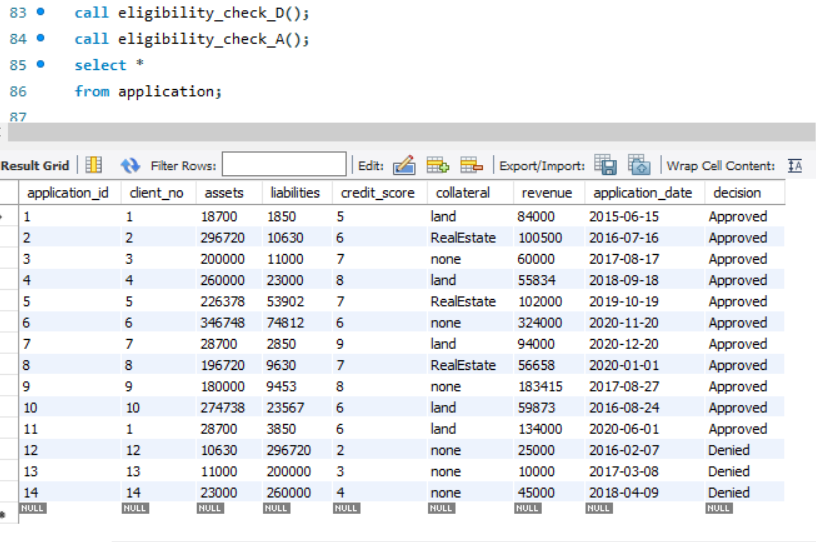 83 call eligibility_check_D();
84 call eligibility_check_A();
85 select *
86 from application;
87
Result Grid Filter Rows: Edit: Export/Import: Wrap Cell Content:
application_id client_no assets liabilities credit_score collateral revenue application_date decision
1 1 18700 1850 5 land 84000 2015-06-15 Approved
2 2 296720 10630 6 RealEstate 100500 2016-07-16 Approved
3 3 200000 11000 7 none 60000 2017-08-17 Approved
4 4 260000 23000 8 land 55834 2018-09-18 Approved
5 5 226378 53902 7 RealEstate 102000 2019-10-19 Approved
6 6 346748 74812 6 none 324000 2020-11-20 Approved
7 7 28700 2850 9 land 94000 2020-12-20 Approved
8 8 196720 9630 7 RealEstate 56658 2020-01-01 Approved
9 9 180000 9453 8 none 183415 2017-08-27 Approved
10 10 274738 23567 6 land 59873 2016-08-24 Approved
11 1 28700 3850 6 land 134000 2020-06-01 Approved
12 12 10630 296720 2 none 25000 2016-02-07 Denied
13 13 11000 200000 3 none 10000 2017-03-08 Denied
14 14 23000 260000 4 none 45000 2018-04-09 Denied
NULL NULL NULL NULL NULL NULL NULL NULL NULL